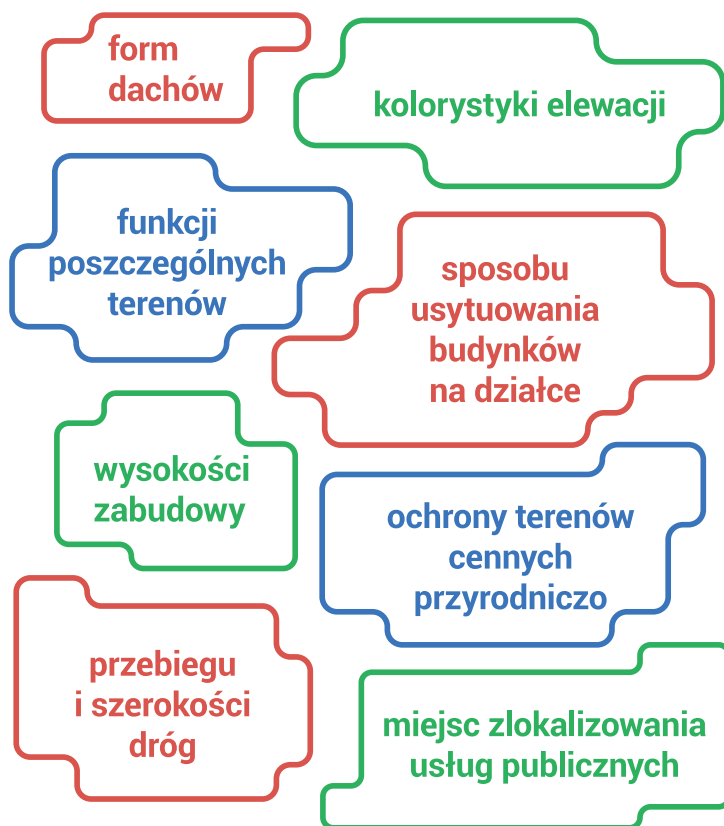 form
dachów
kolorystyki elewacji
funkcji
poszczególnych
terenów
sposobu
usytuowania
budynków
na działce
wysokości
zabudowy
ochrony terenów
cennych
przyrodniczo
przebiegu
i szerokości
dróg
miejsc zlokalizowania
usług publicznych